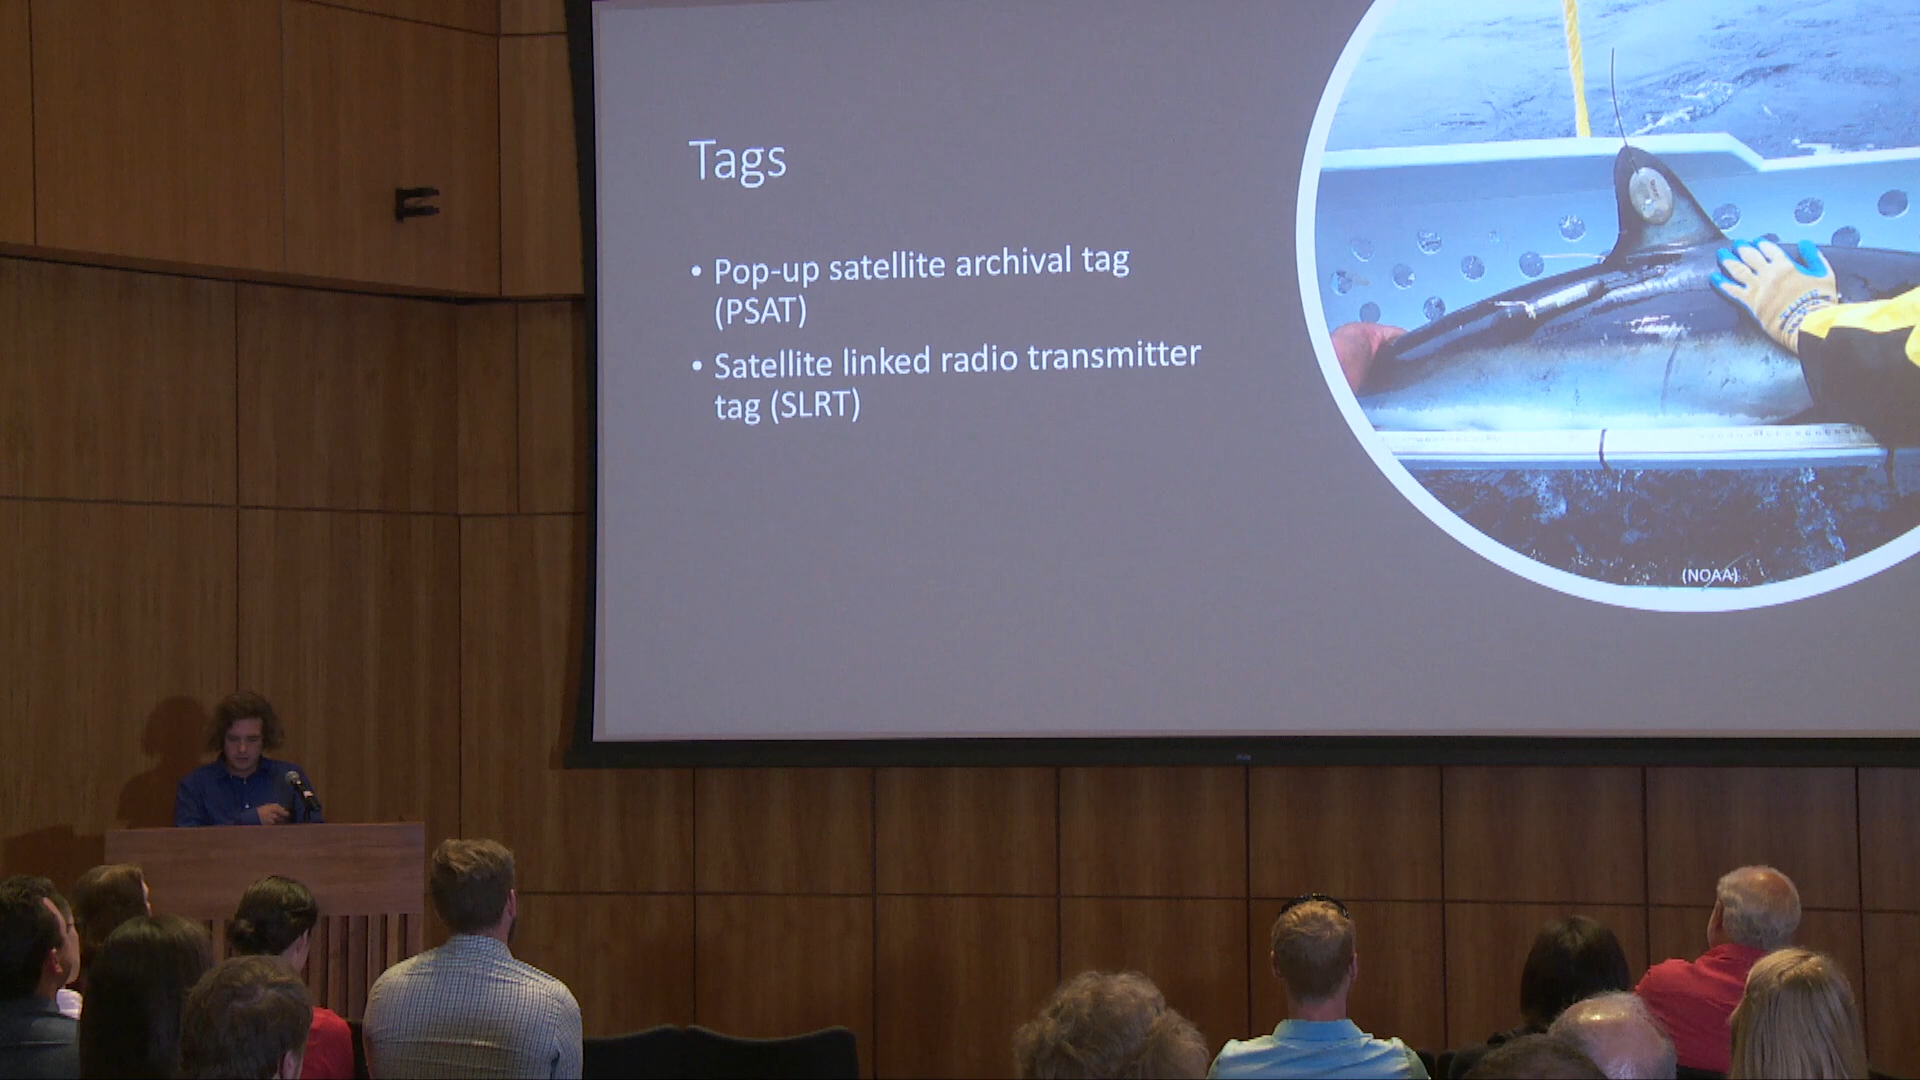 Tags
• Pop-up satellite archival tag
(PSAT)
• Satellite linked radio transmitter
tag (SLRT)
(NOAA)